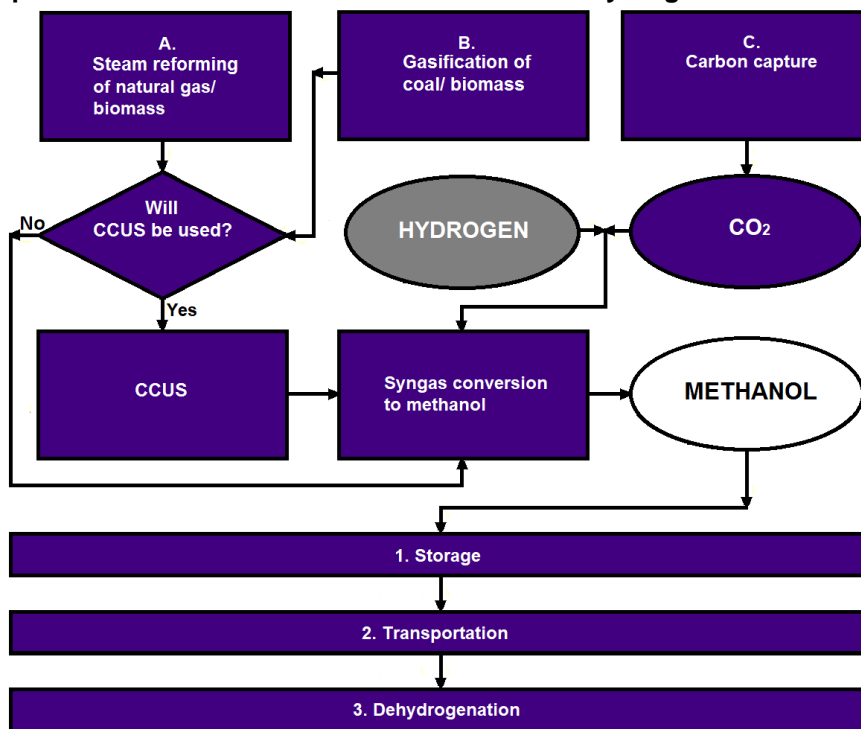 A.
Steam reforming
of natural gas/
biomass
B.
Gasification of
coal/ biomass
C.
Carbon capture
Will
CCUS be used?
No
Yes
HYDROGEN
CO2
CCUS
Syngas conversion
to methanol
METHANOL
1. Storage
2. Transportation
3. Dehydrogenation